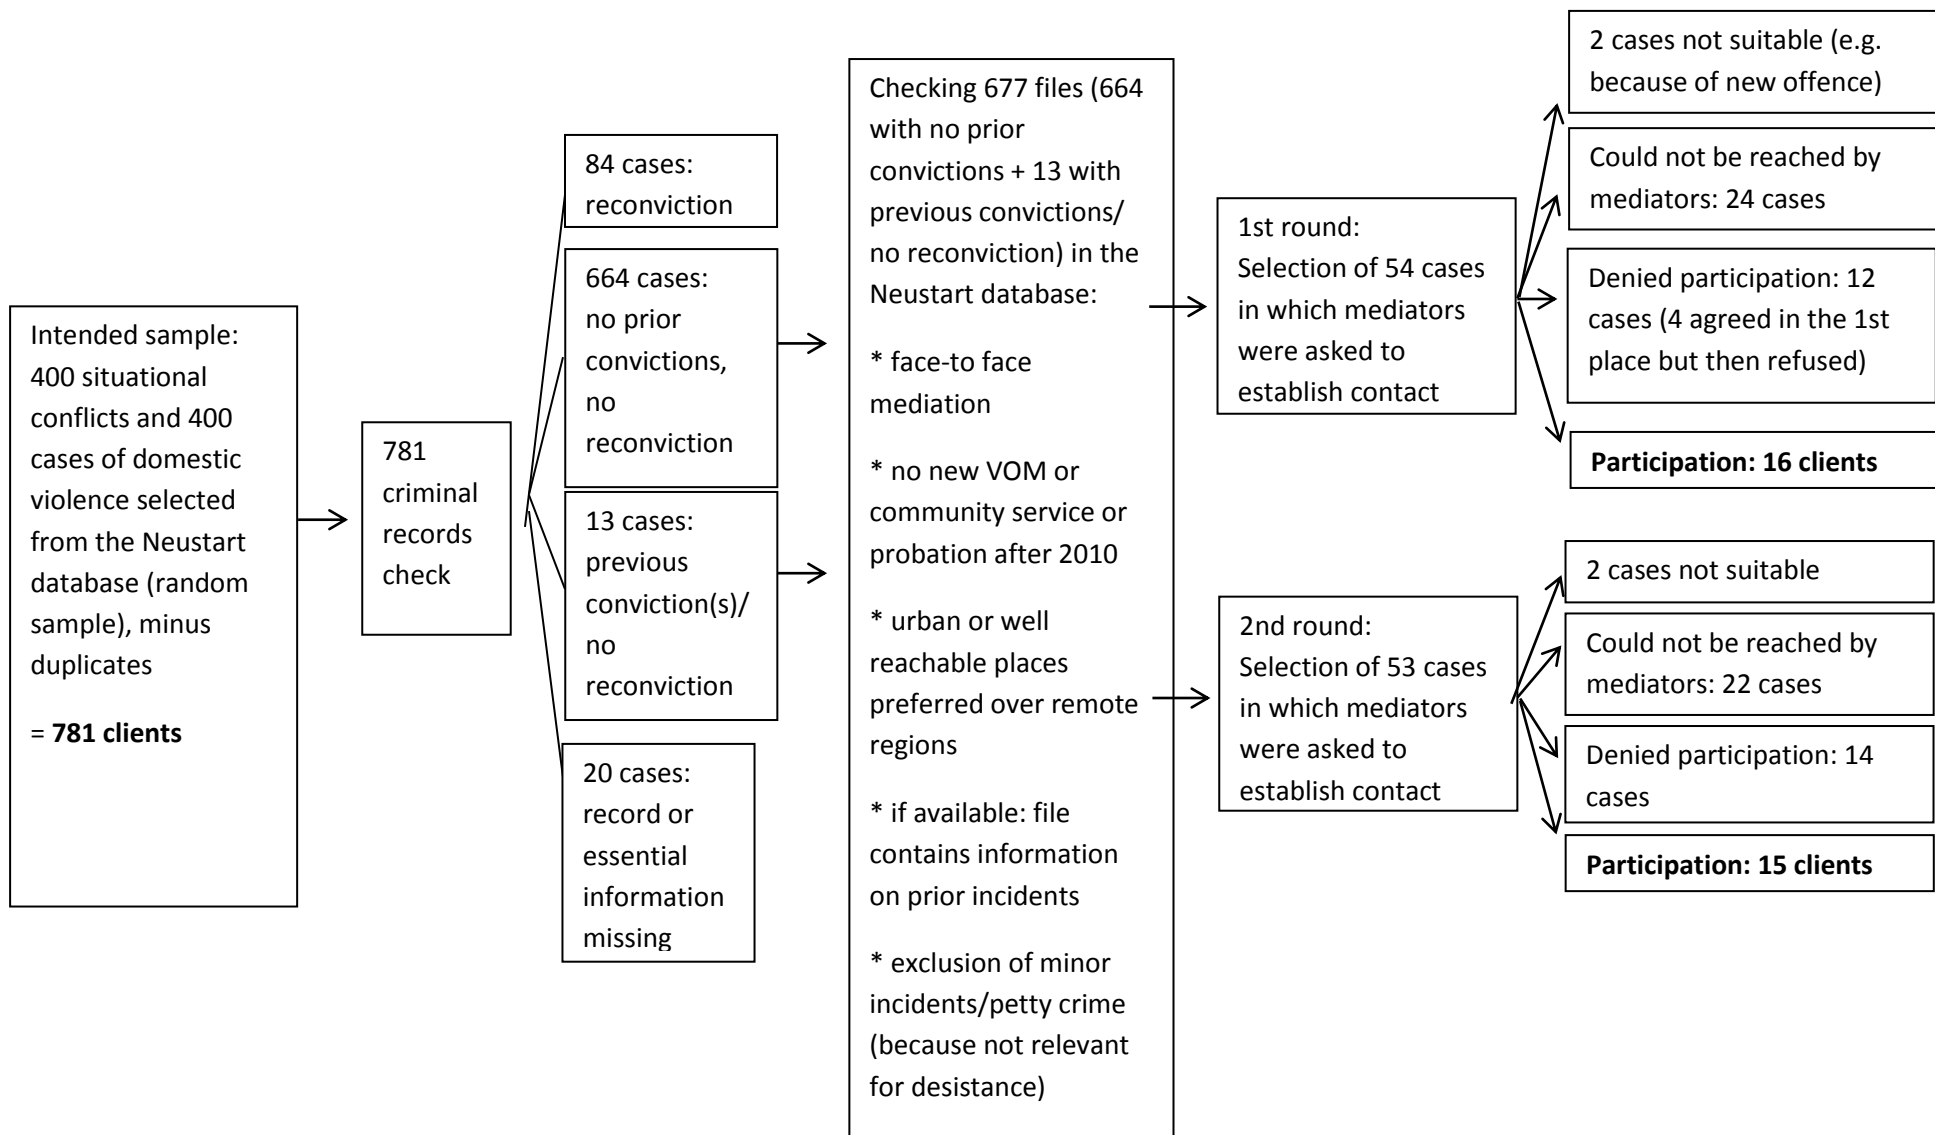 Intended sample:
400 situational
conflicts and 400
cases of domestic
violence selected
from the Neustart
database (random
sample), minus
duplicates
= 781 clients
781
criminal
records
check
84 cases:
reconviction
664 cases:
no prior
convictions,
no
reconviction
13 cases:
previous
conviction(s)/
no
reconviction
20 cases:
record or
essential
information
missing
Checking 677 files (664
with no prior
convictions + 13 with
previous convictions/
no reconviction) in the
Neustart database:
* face-to face
mediation
* no new VOM or
community service or
probation after 2010
* urban or well
reachable places
preferred over remote
regions
* if available: file
contains information
on prior incidents
* exclusion of minor
incidents/petty crime
(because not relevant
for desistance)
1st round:
Selection of 54 cases
in which mediators
were asked to
establish contact
2 cases not suitable (e.g.
because of new offence)
Could not be reached by
mediators: 24 cases
Denied participation: 12
cases (4 agreed in the 1st
place but then refused)
Participation: 16 clients
2nd round:
Selection of 53 cases
in which mediators
were asked to
establish contact
2 cases not suitable
Could not be reached by
mediators: 22 cases
Denied participation: 14
cases
Participation: 15 clients